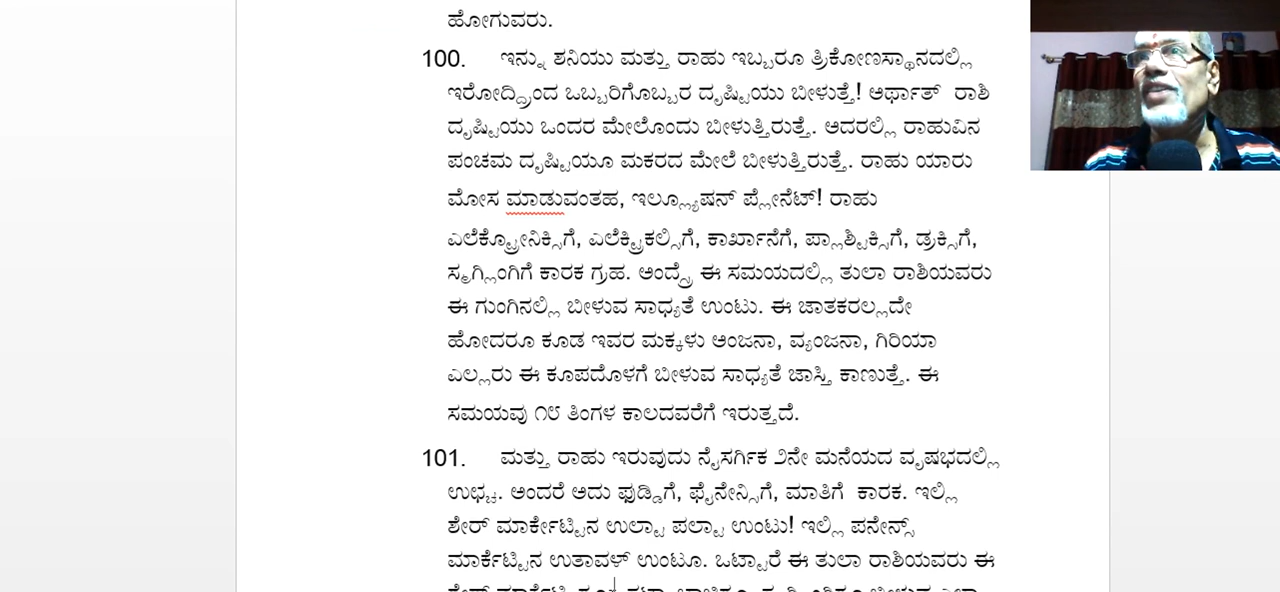 ಹೋಗುವರು.
100. ಇನ್ನು ಶನಿಯು ಮತ್ತು ರಾಹು ಇಬ್ಬರೂ ತ್ರಿಕೋಣಸ್ಥಾನದಲ್ಲಿ
ಇರೋದ್ದ್ರಿಂದ ಒಬ್ಬರಿಗೊಬ್ಬರ ದೃಷ್ಟಿಯು ಬೀಳುತ್ತೆ! ಅರ್ಥಾತ್ ರಾಶಿ
ದೃಷ್ಟಿಯು ಒಂದರ ಮೇಲೊಂದು ಬೀಳುತ್ತಿರುತ್ತೆ. ಅದರಲ್ಲಿ ರಾಹುವಿನ
ಪಂಚಮ ದೃಷ್ಟಿಯೂ ಮಕರದ ಮೇಲೆ ಬೀಳುತ್ತಿರುತ್ತೆ. ರಾಹು ಯಾರು
ಮೋಸ ಮಾಡುವಂತಹ, ಇಲ್ಲ್ಯೂಷನ್ ಪ್ಲೇನೆಟ್! ರಾಹು
ಎಲೆಕ್ಟ್ರೋನಿಕ್ಸಿಗೆ, ಎಲೆಕ್ಟ್ರಿಕಲ್ಸಿಗೆ, ಕಾರ್ಖಾನೆಗೆ, ಪ್ಲಾಶ್ಟಿಕ್ಸಿಗೆ, ಡ್ರಕ್ಸಿಗೆ,
ಸ್ಮಗ್ಲಿಂಗಿಗೆ ಕಾರಕ ಗ್ರಹ. ಅಂದ್ರೆ ಈ ಸಮಯದಲ್ಲಿ ತುಲಾ ರಾಶಿಯವರು
ಈ ಗುಂಗಿನಲ್ಲಿ ಬೀಳುವ ಸಾಧ್ಯತೆ ಉಂಟು. ಈ ಜಾತಕರಲ್ಲದೇ
ಹೋದರೂ ಕೂಡ ಇವರ ಮಕ್ಕಳು ಅಂಜನಾ, ವ್ಯಂಜನಾ, ಗಿರಿಯಾ
ಎಲ್ಲರು ಈ ಕೂಪದೊಳಗೆ ಬೀಳುವ ಸಾಧ್ಯತೆ ಜಾಸ್ತಿ ಕಾಣುತ್ತೆ. ಈ
ಸಮಯವು ೧೮ ತಿಂಗಳ ಕಾಲದವರೆಗೆ ಇರುತ್ತದೆ.
101. ಮತ್ತು ರಾಹು ಇರುವುದು ನೈಸರ್ಗಿಕ ೨ನೇ ಮನೆಯದ ವೃಷಭದಲ್ಲಿ
ಉಛ್ಛ. ಅಂದರೆ ಅದು ಫುಡ್ಡಿಗೆ, ಫೈನೇನ್ಸಿಗೆ, ಮಾತಿಗೆ ಕಾರಕ. ಇಲ್ಲಿ
ಶೇರ್ ಮಾರ್ಕೇಟ್ಟಿನ ಉಲ್ಟಾ ಪಲ್ಟಾ ಉಂಟು! ಇಲ್ಲಿ ಪನೇನ್ಸ್
ಮಾರ್ಕೆಟ್ಟಿನ ಉತಾವಳ್ ಉಂಟೂ. ಒಟ್ಟಾರೆ ಈ ತುಲಾ ರಾಶಿಯವರು ಈ